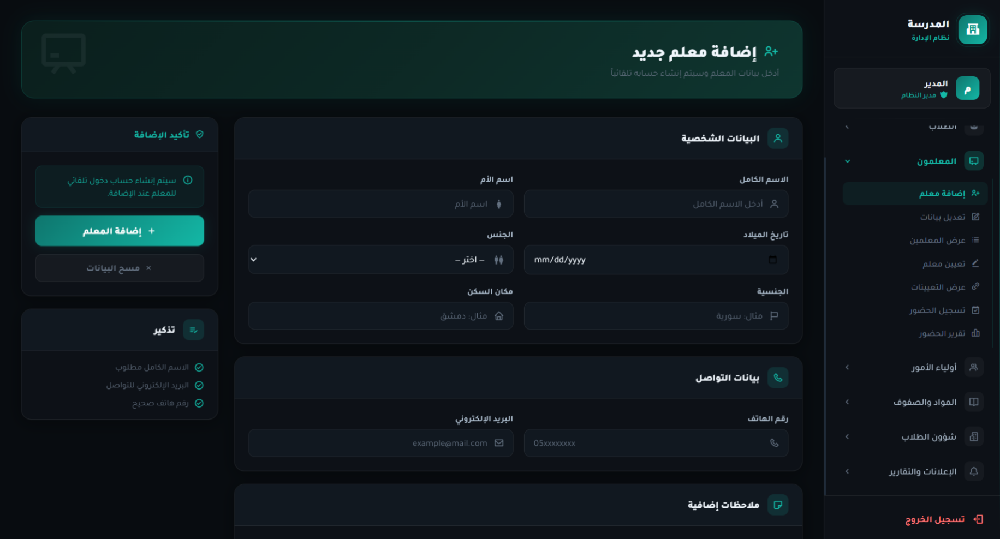 المدرسة
نظام الإدارة
م
المدير
مدير النظام
الطلاب
المعلمون
إضافة معلم
تعديل بيانات
عرض المعلمين
تعيين معلم
عرض التعيينات
تسجيل الحضور
تقرير الحضور
أولياء الأمور
المواد والصفوف
شؤون الطلاب
الإعلانات والتقارير
تسجيل الخروج
إضافة معلم جديد
أدخل بيانات المعلم وسيتم إنشاء حسابه تلقائياً
البيانات الشخصية
الاسم الكامل
أدخل الاسم الكامل
اسم الأم
اسم الأم
تاريخ الميلاد
mm/dd/yyyy
الجنس
– اختر –
الجنسية
مثال: سورية
مكان السكن
مثال: دمشق
بيانات التواصل
رقم الهاتف
05xxxxxxxx
البريد الإلكتروني
example@mail.com
ملاحظات إضافية
تأكيد الإضافة
سيتم إنشاء حساب دخول تلقائي
للمعلم عند الإضافة.
+ إضافة المعلم
× مسح البيانات
تذكير
الاسم الكامل مطلوب
البريد الإلكتروني للتواصل
رقم هاتف صحيح